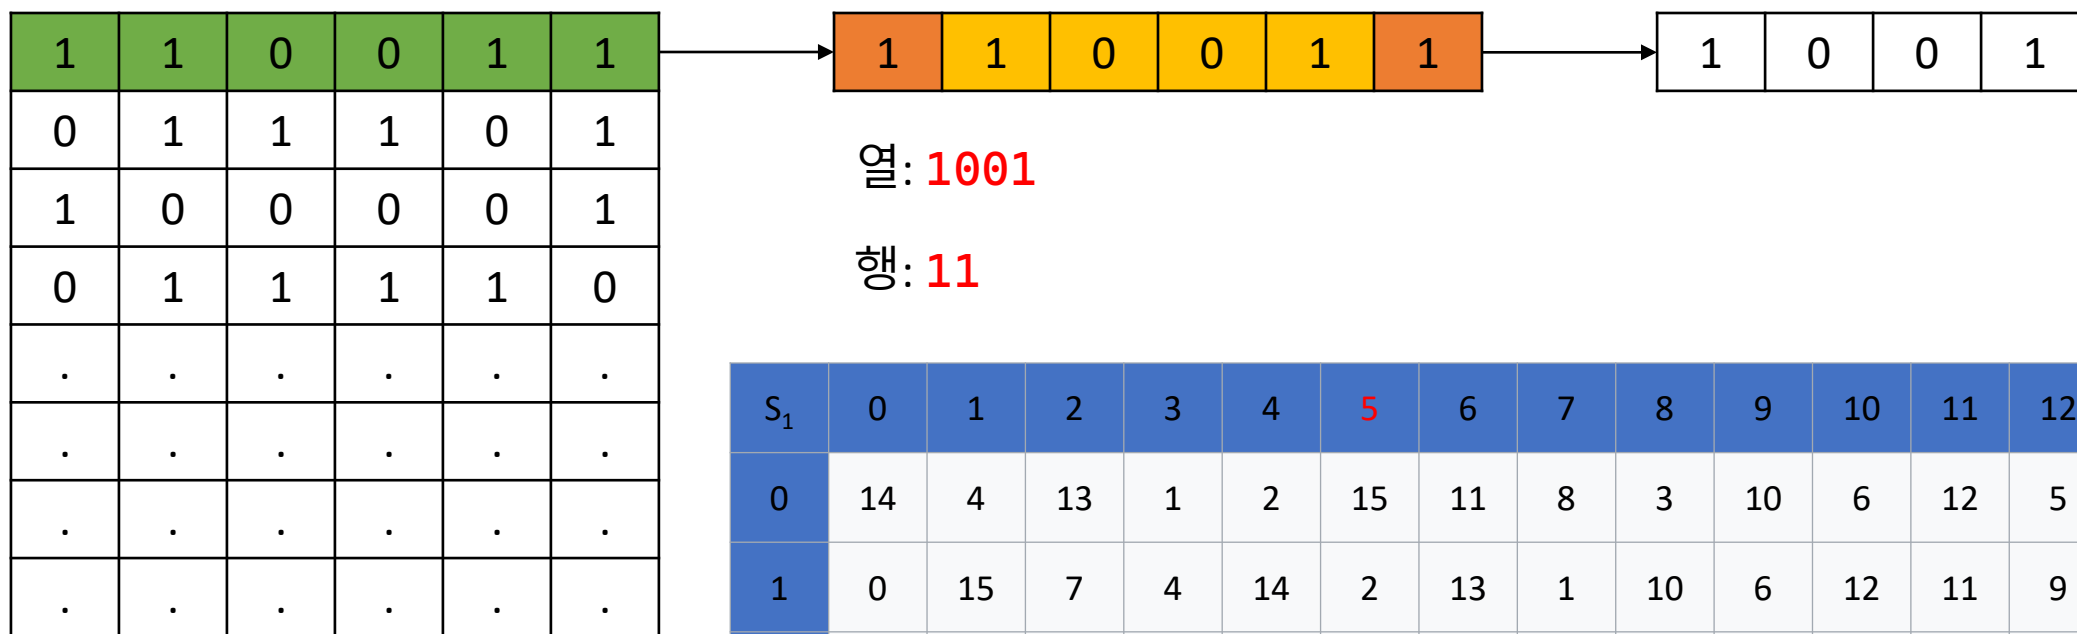 1 1 0 0 1 1
0 1 1 1 0 1
1 0 0 0 0 1
0 1 1 1 1 0
. . . . . .
. . . . . .
. . . . . .
. . . . . .
1 1 0 0 1 1
1 0 0 1
열: 1001
행: 11
S₁ 0 1 2 3 4 5 6 7 8 9 10 11 12
0 14 4 13 1 2 15 11 8 3 10 6 12 5
1 0 15 7 4 14 2 13 1 10 6 12 11 9